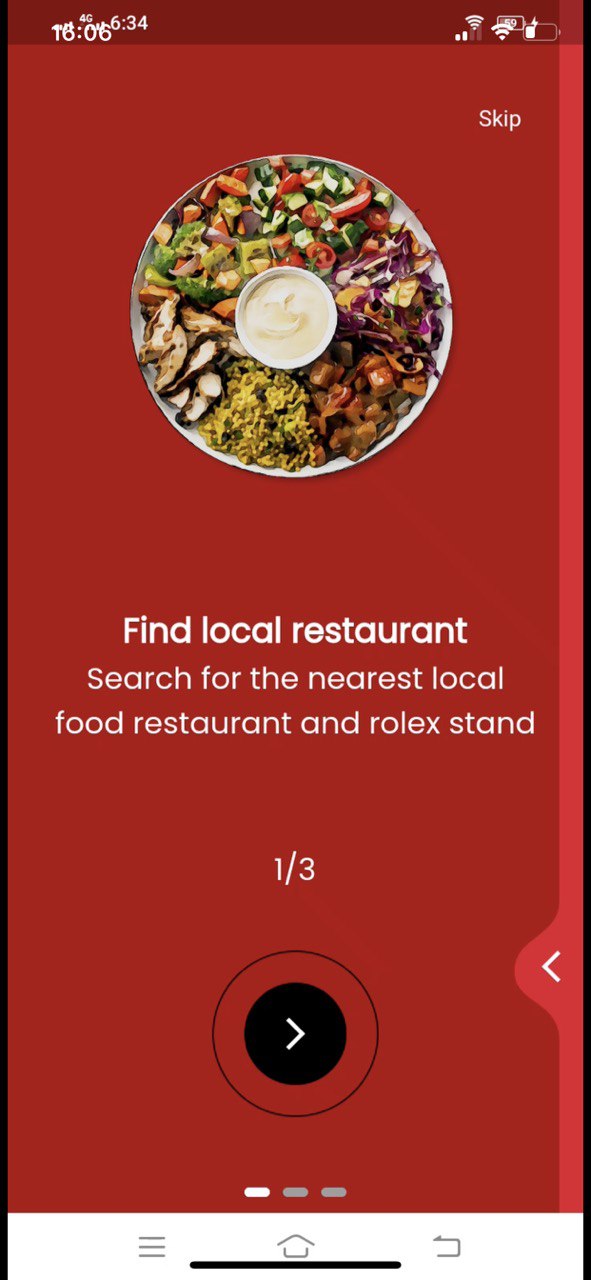 4G 6:34
16:06
59
Skip
Find local restaurant
Search for the nearest local
food restaurant and rolex stand
1/3